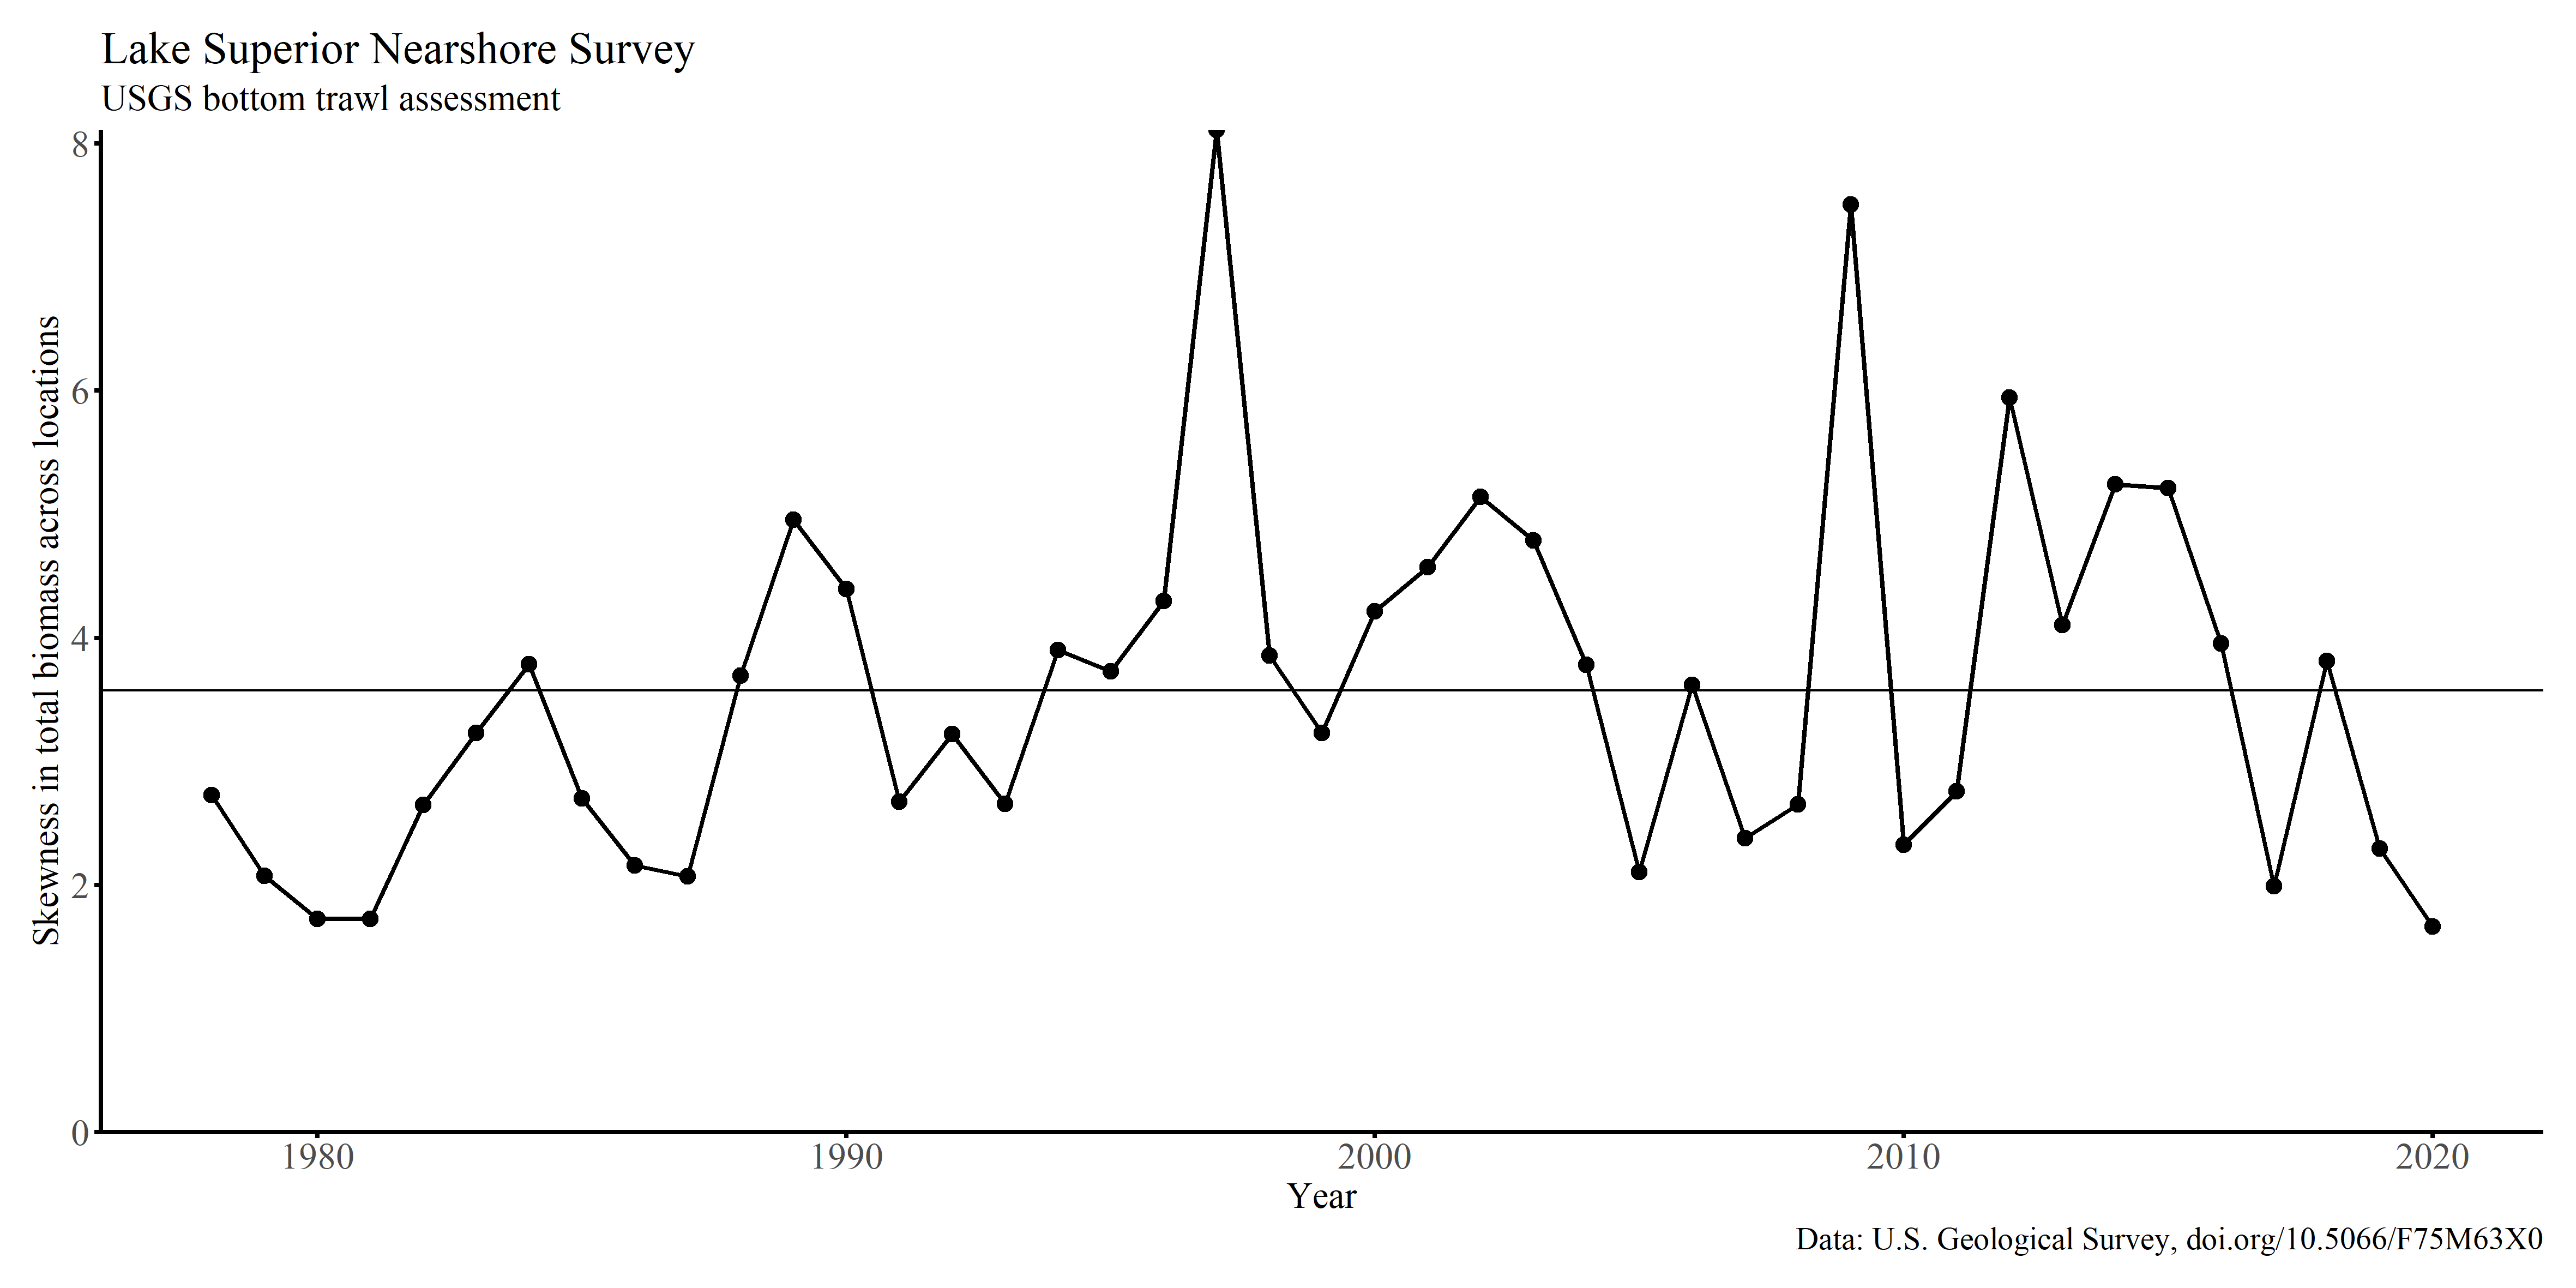 Lake Superior Nearshore Survey
USGS bottom trawl assessment
Skewness in total biomass across locations
8
6
4
2
0
1980 1990 2000 2010 2020
Year
Data: U.S. Geological Survey, doi.org/10.5066/F75M63X0